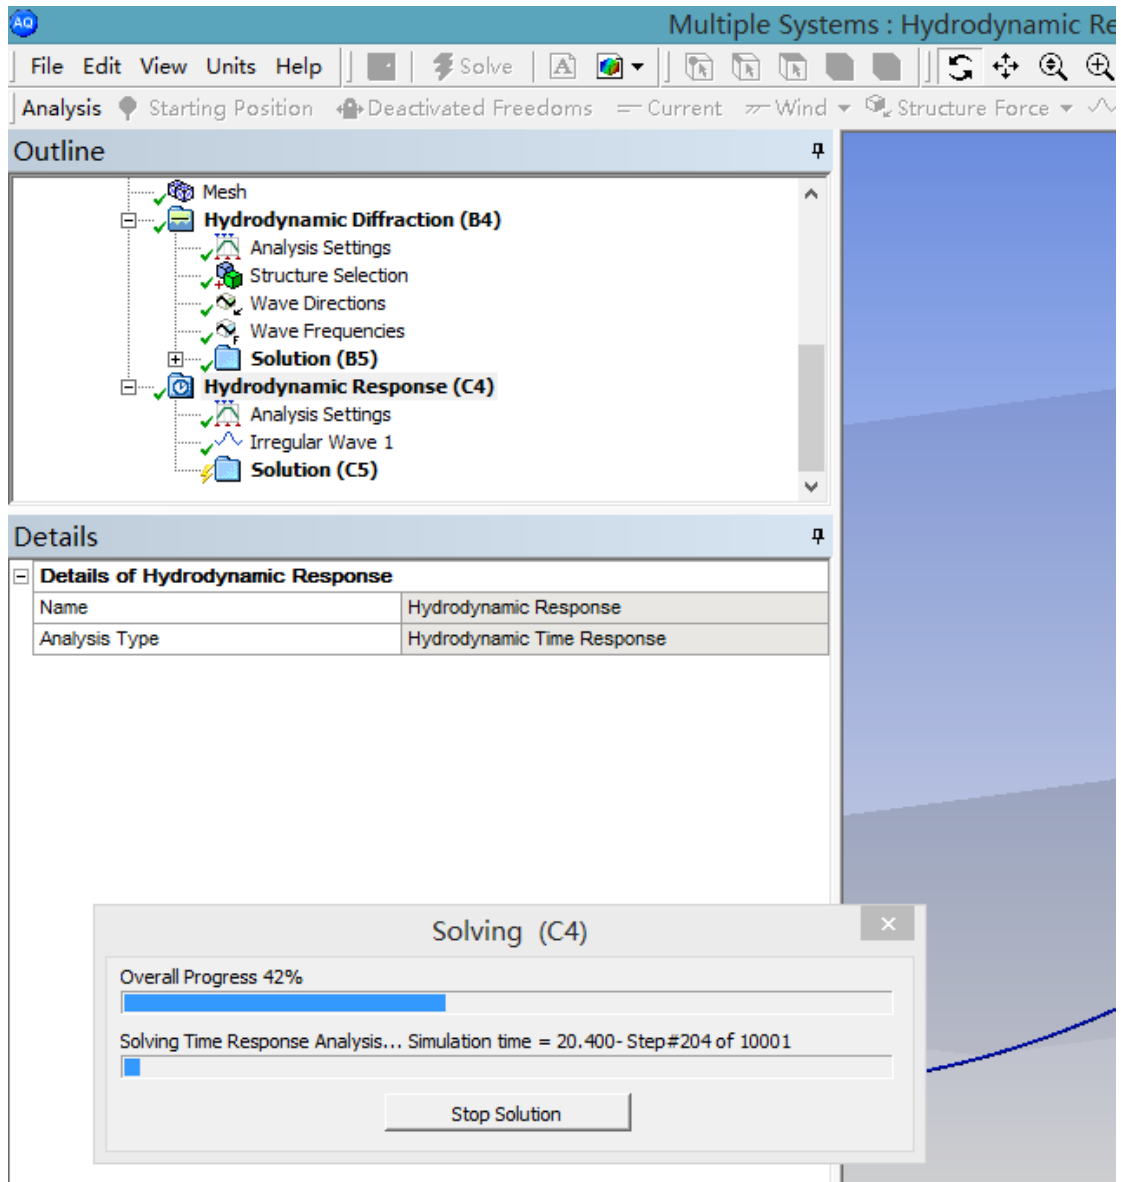 AQ
Multiple Systems : Hydrodynamic Re
File Edit View Units Help Solve A
Analysis Starting Position Deactivated Freedoms Current Wind Structure Force
Outline
Mesh
Hydrodynamic Diffraction (B4)
Analysis Settings
Structure Selection
Wave Directions
Wave Frequencies
Solution (B5)
Hydrodynamic Response (C4)
Analysis Settings
Irregular Wave 1
Solution (C5)
Details
Details of Hydrodynamic Response
Name Hydrodynamic Response
Analysis Type Hydrodynamic Time Response
Solving (C4)
Overall Progress 42%
Solving Time Response Analysis... Simulation time = 20.400- Step#204 of 10001
Stop Solution